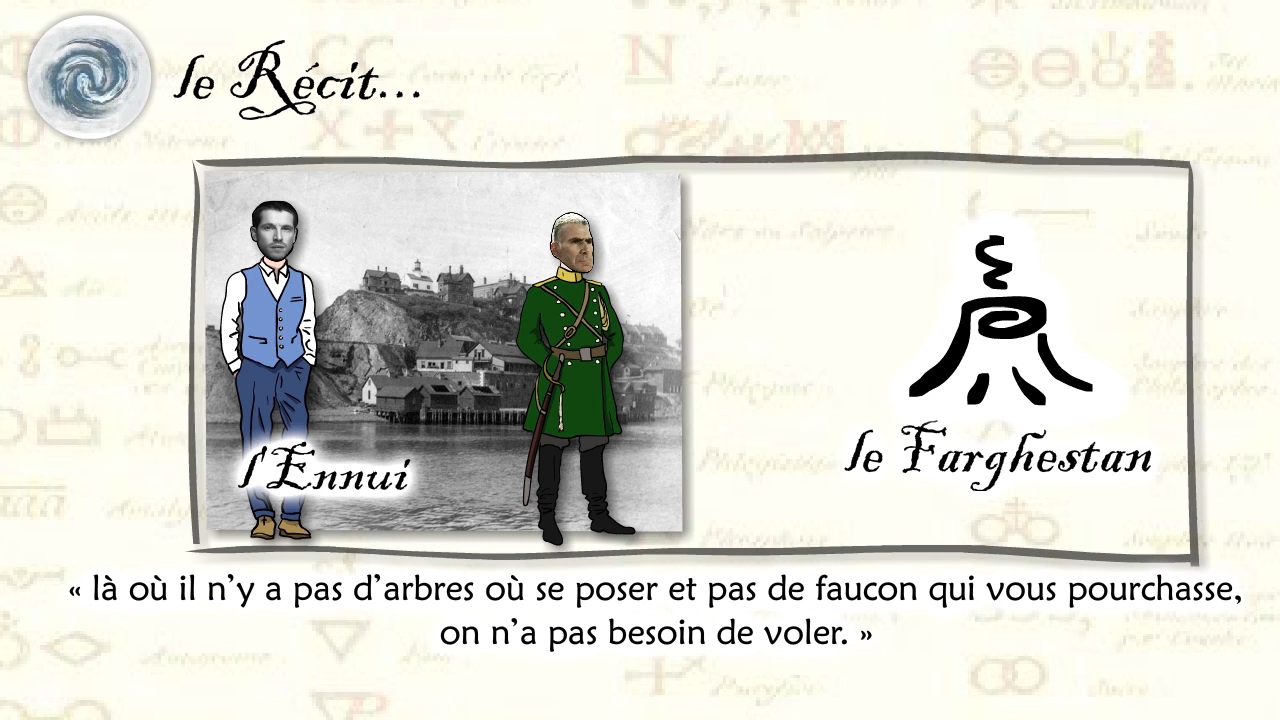 le Récit...
l'Ennui
le Farghestan
« là où il n’y a pas d’arbres où se poser et pas de faucon qui vous pourchasse,
on n’a pas besoin de voler. »